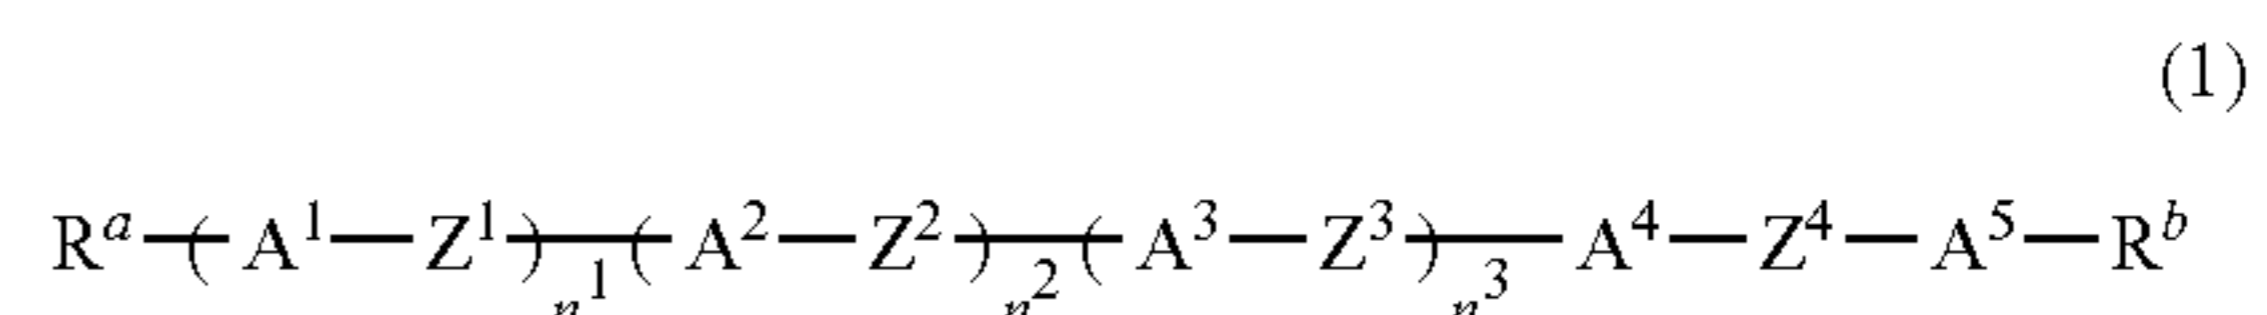 (1)
Rᵃ—(A¹—Z¹)ₙ¹—(A²—Z²)ₙ²—(A³—Z³)ₙ³—A⁴—Z⁴—A⁵—Rᵇ